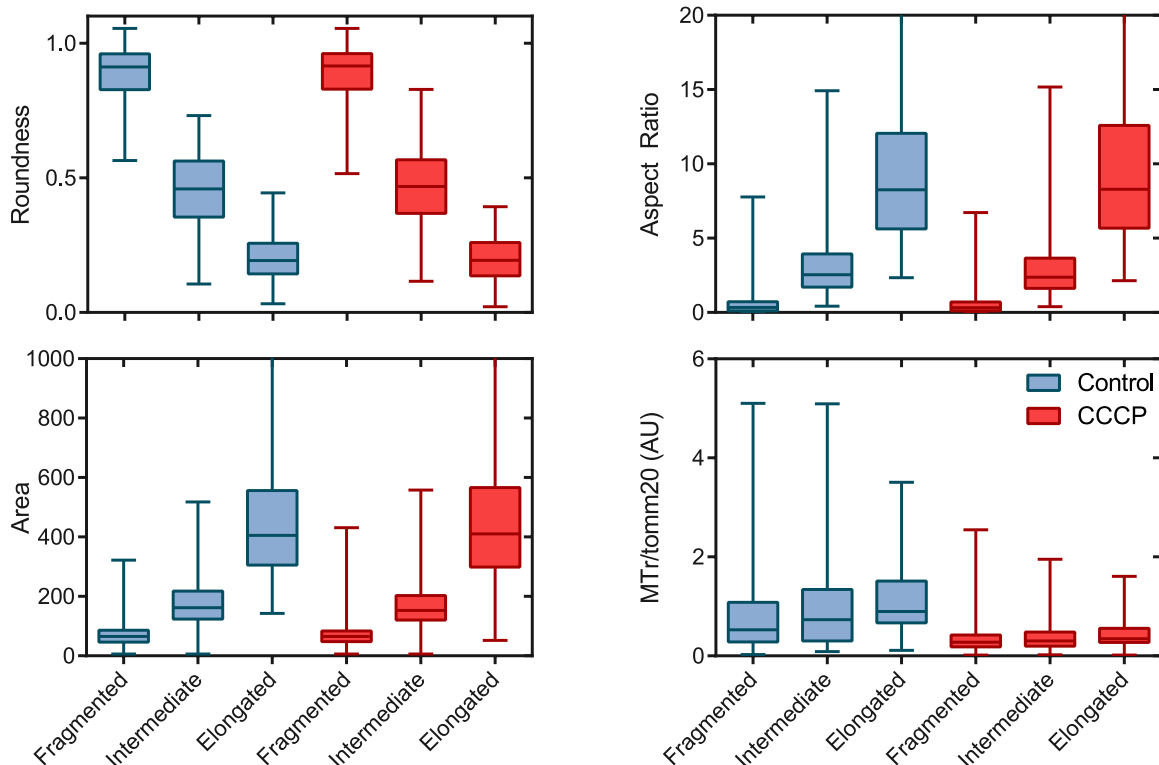 Roundness
1.0
0.5
0.0
Aspect Ratio
20
15
10
5
0
Area
1000
800
600
400
200
0
Fragmented
Intermediate
Elongated
Fragmented
Intermediate
Elongated
MTr/tomm20 (AU)
6
4
2
0
Control
CCCP
Fragmented
Intermediate
Elongated
Fragmented
Intermediate
Elongated